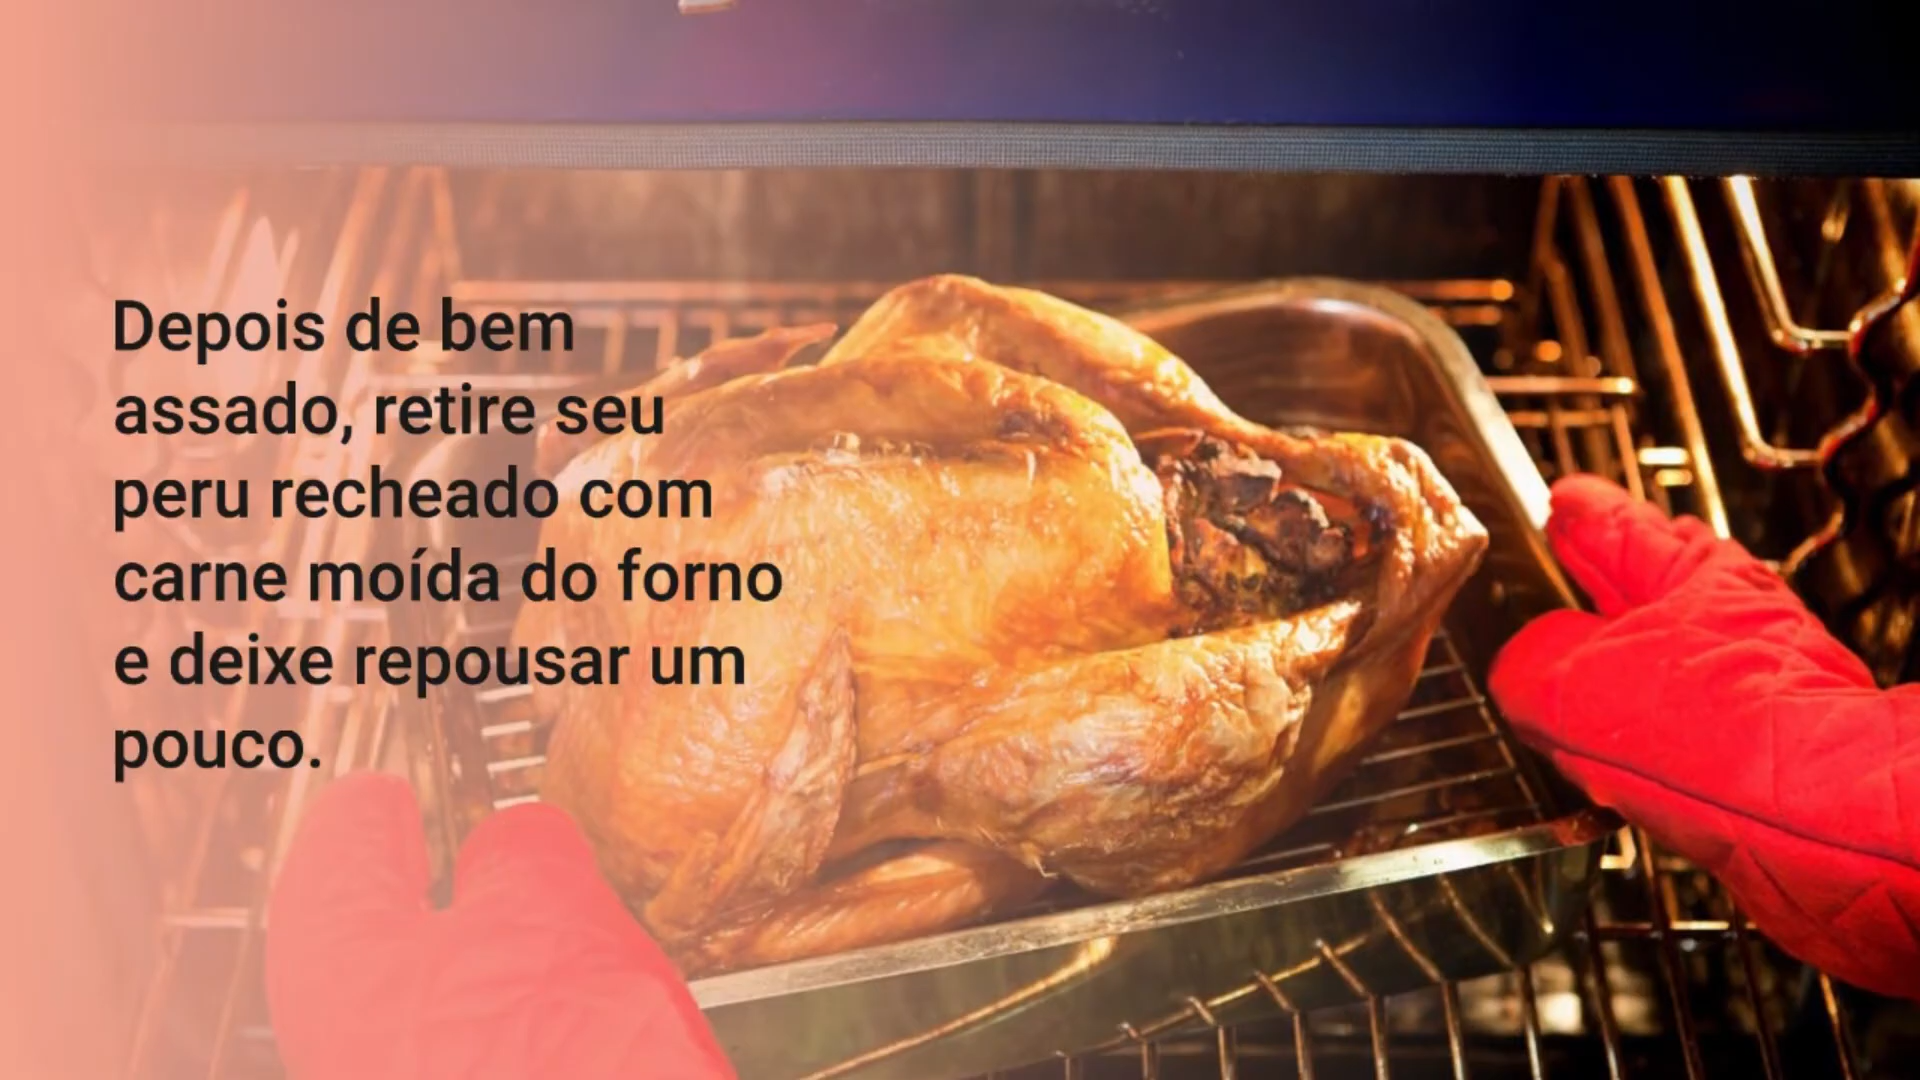 Depois de bem
assado, retire seu
peru recheado com
carne moída do forno
e deixe repousar um
pouco.